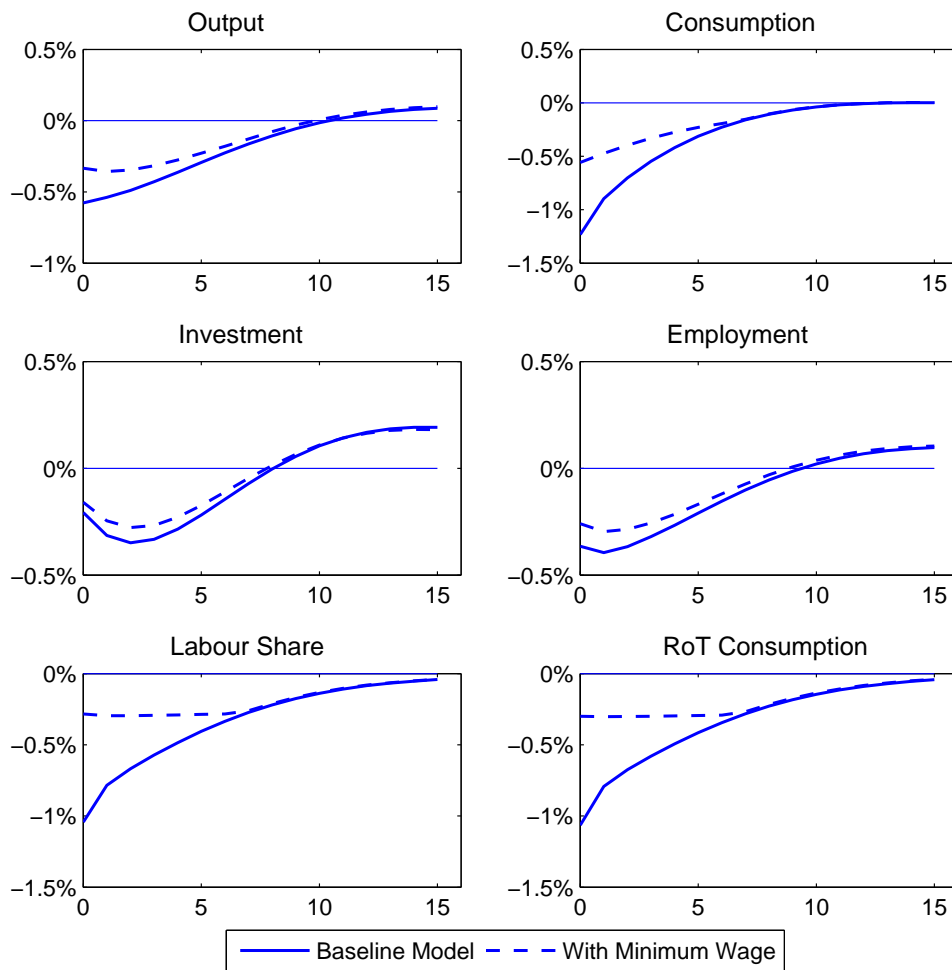 Output
0.5%
0%
−0.5%
−1%
0 5 10 15
Consumption
0.5%
0%
−0.5%
−1%
−1.5%
0 5 10 15
Investment
0.5%
0%
−0.5%
0 5 10 15
Employment
0.5%
0%
−0.5%
0 5 10 15
Labour Share
0%
−0.5%
−1%
−1.5%
0 5 10 15
RoT Consumption
0%
−0.5%
−1%
−1.5%
0 5 10 15
Baseline Model With Minimum Wage